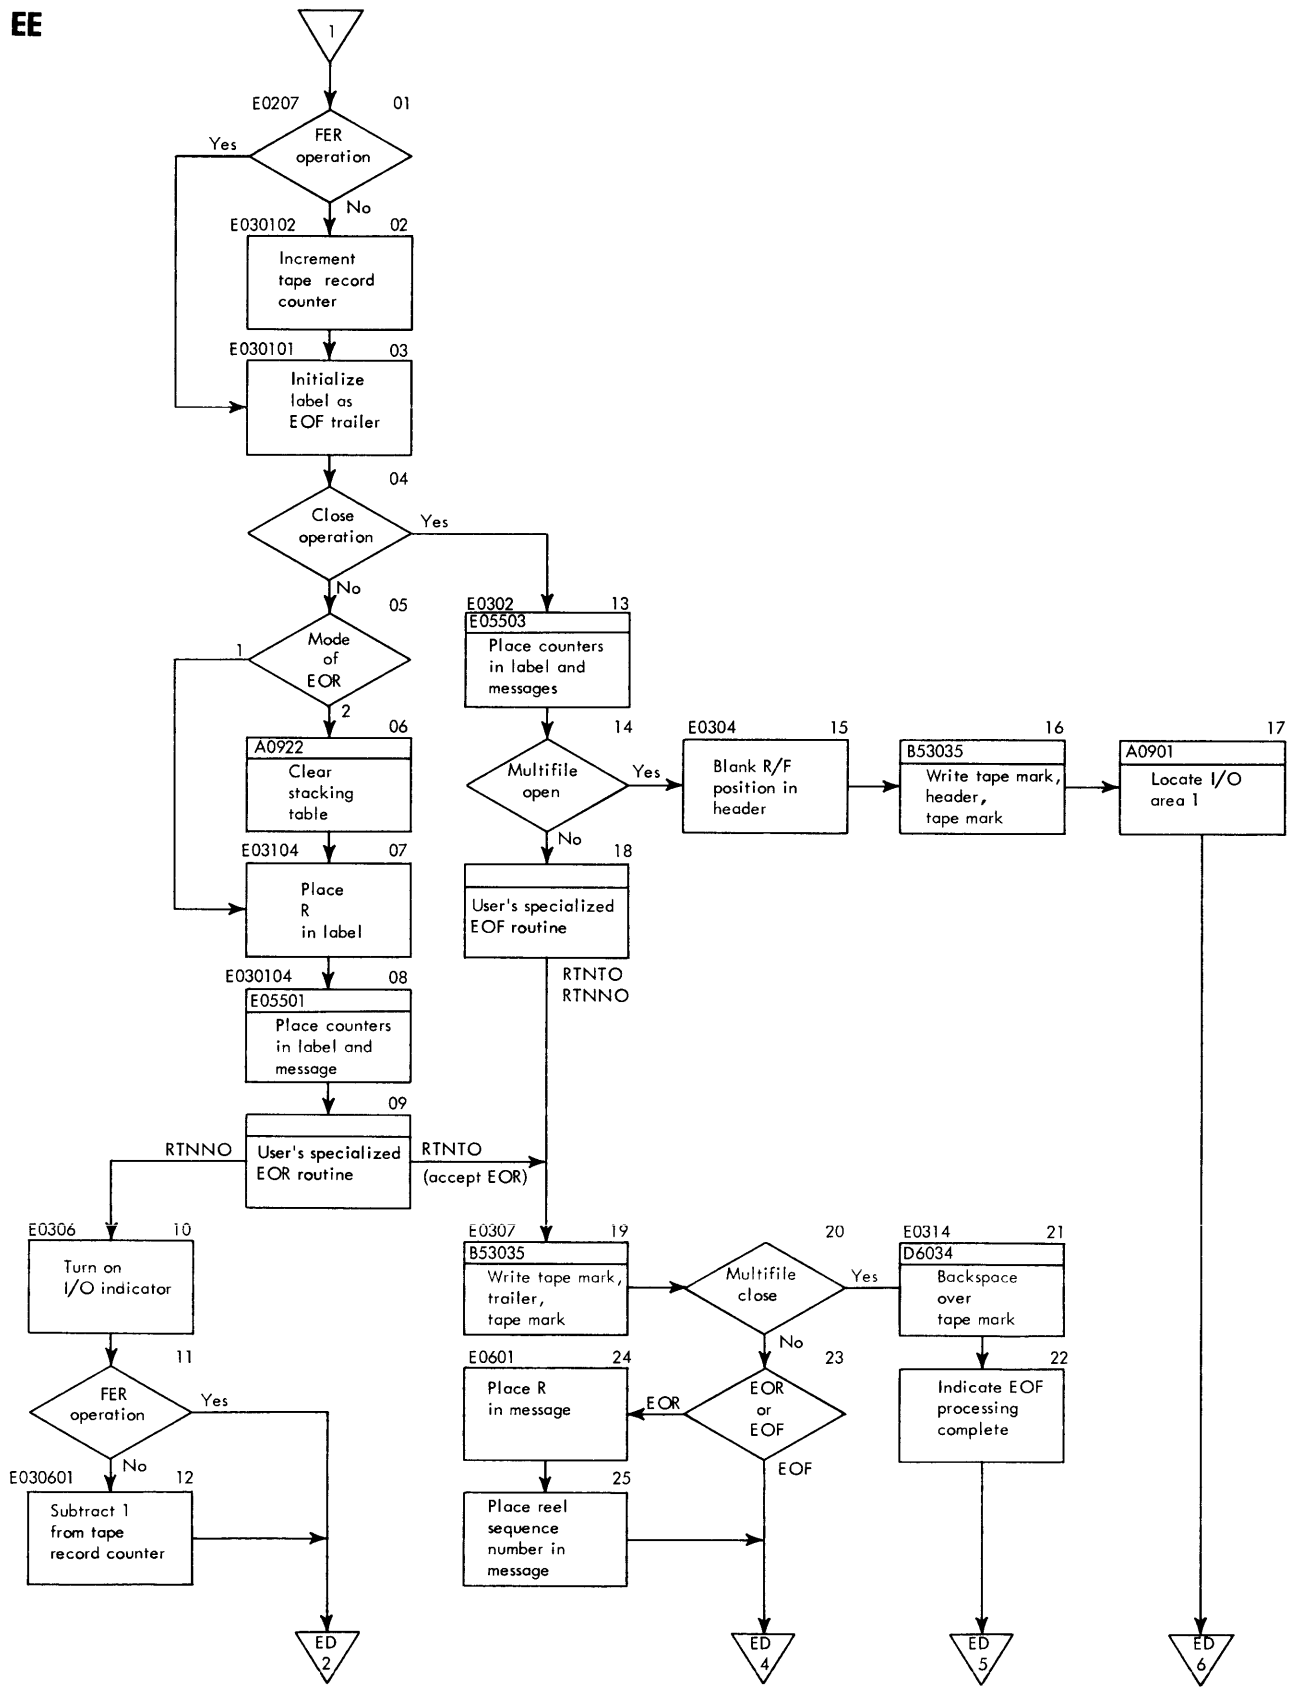 EE
1
E0207 01
FER
operation
Yes
No
E030102 02
Increment
tape record
counter
E030101 03
Initialize
label as
EOF trailer
04
Close
operation
Yes
No
05
Mode
of
EOR
1
2
06
A0922
Clear
stacking
table
E03104 07
Place
R
in label
E030104 08
E05501
Place counters
in label and
message
09
User's specialized
EOR routine
RTNNO
RTNTO
(accept EOR)
E0306 10
Turn on
I/O indicator
11
FER
operation
Yes
No
E030601 12
Subtract 1
from tape
record counter
ED
2
E0302 13
E05503
Place counters
in label and
messages
14
Multifile
open
Yes
No
E0304 15
Blank R/F
position in
header
16
B53035
Write tape mark,
header,
tape mark
17
A0901
Locate I/O
area 1
18
User's specialized
EOF routine
RTNTO
RTNNO
E0307 19
B53035
Write tape mark,
trailer,
tape mark
20
Multifile
close
Yes
No
E0314 21
D6034
Backspace
over
tape mark
22
Indicate EOF
processing
complete
23
EOR
or
EOF
EOR
EOF
E0601 24
Place R
in message
25
Place reel
sequence
number in
message
ED
4
ED
5
ED
6